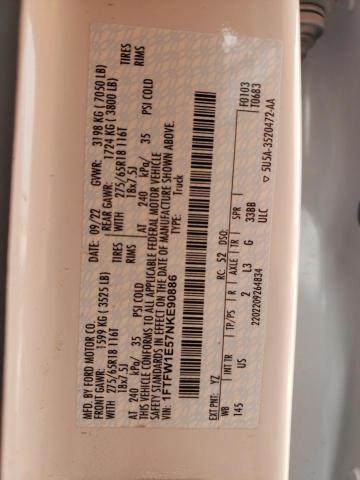 MFD. BY FORD MOTOR CO.
DATE: 09/22 GVWR: 3198 KG (7050 LB)
FRONT GAWR: 1599 KG (3525 LB) REAR GAWR: 1724 KG (3800 LB)
WITH 275/65R18 116T TIRES WITH 275/65R18 116T TIRES
18x7.5J RIMS 18x7.5J RIMS
AT 240 kPa/ 35 PSI COLD AT 240 kPa/ 35 PSI COLD
THIS VEHICLE CONFORMS TO ALL APPLICABLE FEDERAL MOTOR VEHICLE
STANDARDS IN EFFECT ON THE DATE OF MANUFACTURE SHOWN ABOVE.
VIN: 1FTFW1E57NKE90886 Truck
F0103
T0683
EXT PNT: YZ RC: 52 DSO:
WB INT TR TP/PS R AXLE TR SPR
145 US 2 L3 G 33BB
ULC
2202209264834 5U5A-3520472-AA